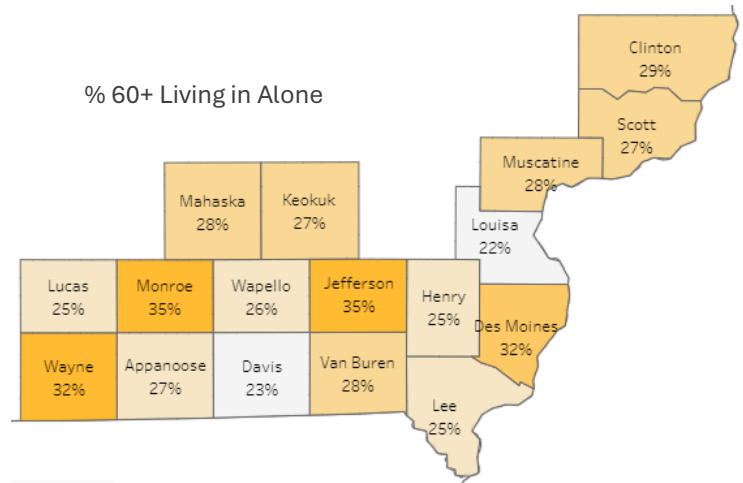 Clinton
29%
% 60+ Living in Alone
Scott
27%
Muscatine
28%
Mahaska
28%
Keokuk
27%
Louisa
22%
Lucas
25%
Monroe
35%
Wapello
26%
Jefferson
35%
Henry
25%
Des Moines
32%
Wayne
32%
Appanoose
27%
Davis
23%
Van Buren
28%
Lee
25%